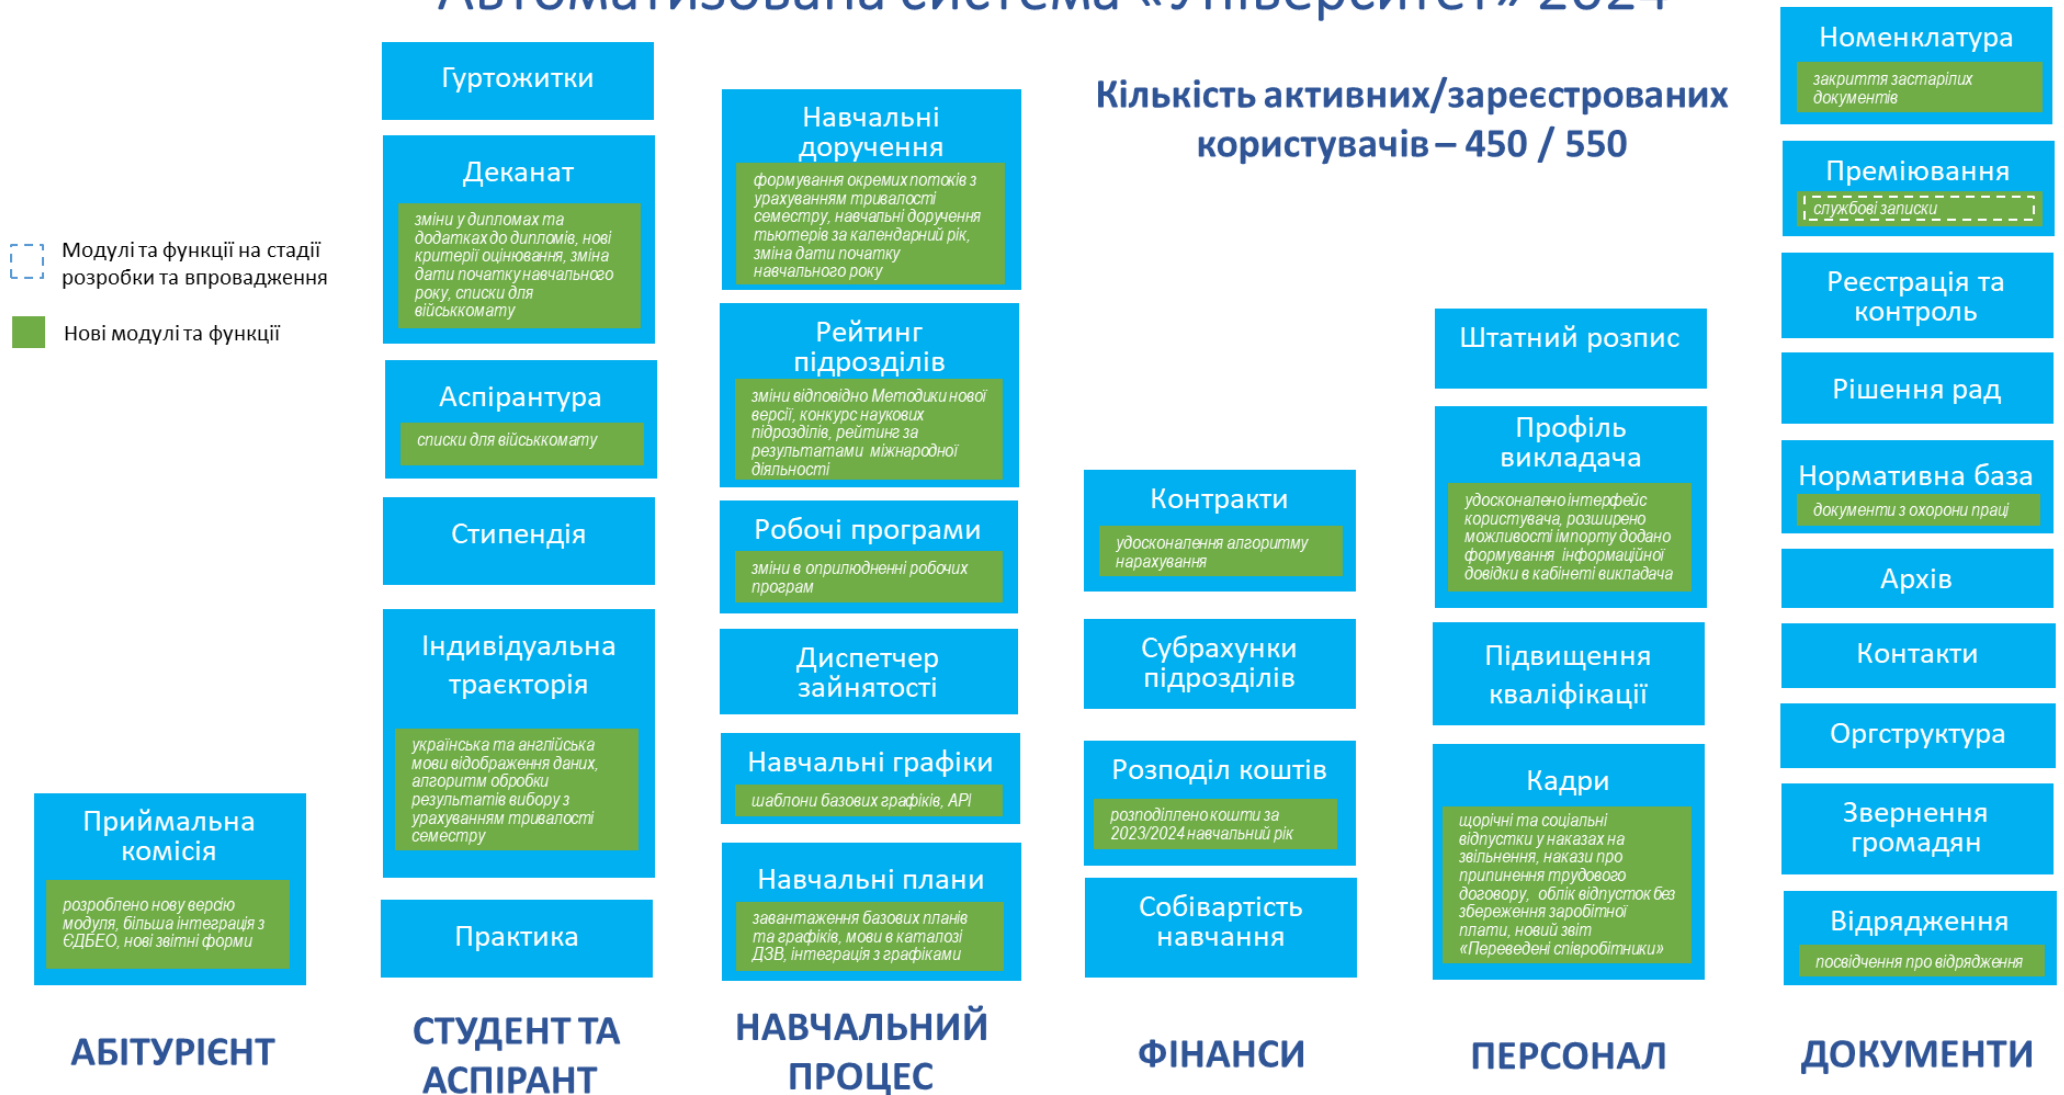 Автоматизована система «Університет» 2024
Кількість активних/зареєстрованих
користувачів – 450 / 550
Модулі та функції на стадії
розробки та впровадження
Нові модулі та функції
Приймальна
комісія
розроблено нову версію
модуля, більша інтеграція з
ЄДБЕО, нові звітні форми
АБІТУРІЄНТ
Гуртожитки
Деканат
зміни у дипломах та
додатках до дипломів, нові
критерії оцінювання, зміна
дати початку навчального
року, списки для
військкомату
Аспірантура
списки для військкомату
Стипендія
Індивідуальна
траєкторія
українська та англійська
мови відображення даних,
алгоритм обробки
результатів вибору з
урахуванням тривалості
семестру
Практика
СТУДЕНТ ТА
АСПІРАНТ
Навчальні
доручення
формування окремих потоків з
урахуванням тривалості
семестру, навчальні доручення
тьютерів за календарний рік,
зміна дати початку
навчального року
Рейтинг
підрозділів
зміни відповідно Методики нової
версії, конкурс наукових
підрозділів, рейтинг за
результатами міжнародної
діяльності
Робочі програми
зміни в оприлюдненні робочих
програм
Диспетчер
зайнятості
Навчальні графіки
шаблони базових графіків, API
Навчальні плани
завантаження базових планів
та графіків, мови в каталозі
ДЗВ, інтеграція з графіками
НАВЧАЛЬНИЙ
ПРОЦЕС
Контракти
удосконалення алгоритму
нарахування
Субрахунки
підрозділів
Розподіл коштів
розподіллено кошти за
2023/2024 навчальний рік
Собівартість
навчання
ФІНАНСИ
Штатний розпис
Профіль
викладача
удосконалено інтерфейс
користувача, розширено
можливості імпорту додано
формування інформаційної
довідки в кабінеті викладача
Підвищення
кваліфікації
Кадри
щорічні та соціальні
відпустки у наказах на
звільнення, накази про
припинення трудового
договору, облік відпусток без
збереження заробітної
плати, новий звіт
«Переведені співробітники»
ПЕРСОНАЛ
Номенклатура
закриття застарілих
документів
Преміювання
службові записки
Реєстрація та
контроль
Рішення рад
Нормативна база
документи з охорони праці
Архів
Контакти
Оргструктура
Звернення
громадян
Відрядження
посвідчення про відрядження
ДОКУМЕНТИ